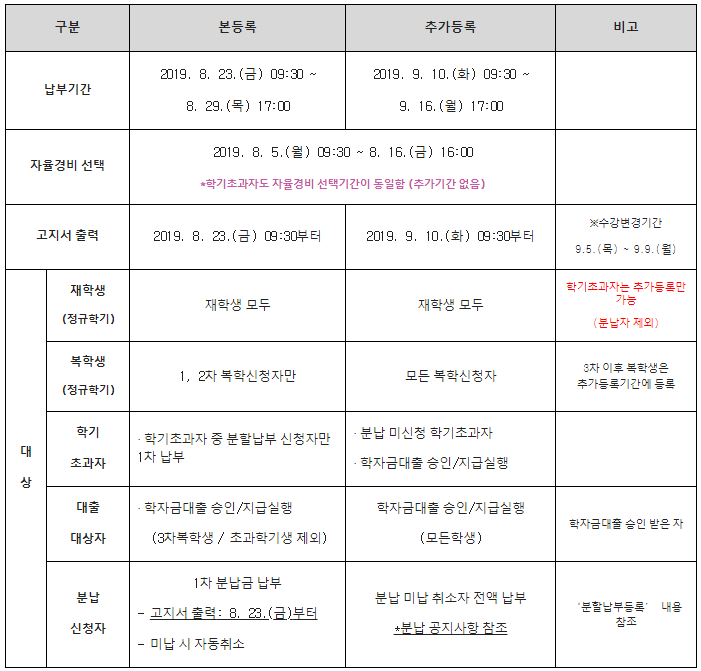 구분 본등록 추가등록 비고
납부기간
2019. 8. 23.(금) 09:30 ~
8. 29.(목) 17:00
2019. 9. 10.(화) 09:30 ~
9. 16.(월) 17:00
자율경비 선택
2019. 8. 5.(월) 09:30 ~ 8. 16.(금) 16:00
*학기초과자도 자율경비 선택기간이 동일함 (추가기간 없음)
고지서 출력
2019. 8. 23.(금) 09:30부터
2019. 9. 10.(화) 09:30부터
※수강변경기간
9.5.(목) ~ 9.9.(월)
대
상
재학생
(정규학기)
재학생 모두
재학생 모두
학기초과자는 추가등록만
가능
(분납자 제외)
복학생
(정규학기)
1, 2차 복학신청자만
모든 복학신청자
3차 이후 복학생은
추가등록기간에 등록
학기
초과자
· 학기초과자 중 분할납부 신청자만
1차 납부
· 분납 미신청 학기초과자
· 학자금대출 승인/지급실행
대출
대상자
· 학자금대출 승인/지급실행
(3차복학생 / 초과학기생 제외)
학자금대출 승인/지급실행
(모든학생)
학자금대출 승인 받은 자
분납
신청자
1차 분납금 납부
- 고지서 출력: 8. 23.(금)부터
- 미납 시 자동취소
분납 미납 취소자 전액 납부
*분납 공지사항 참조
'분할납부등록' 내용
참조